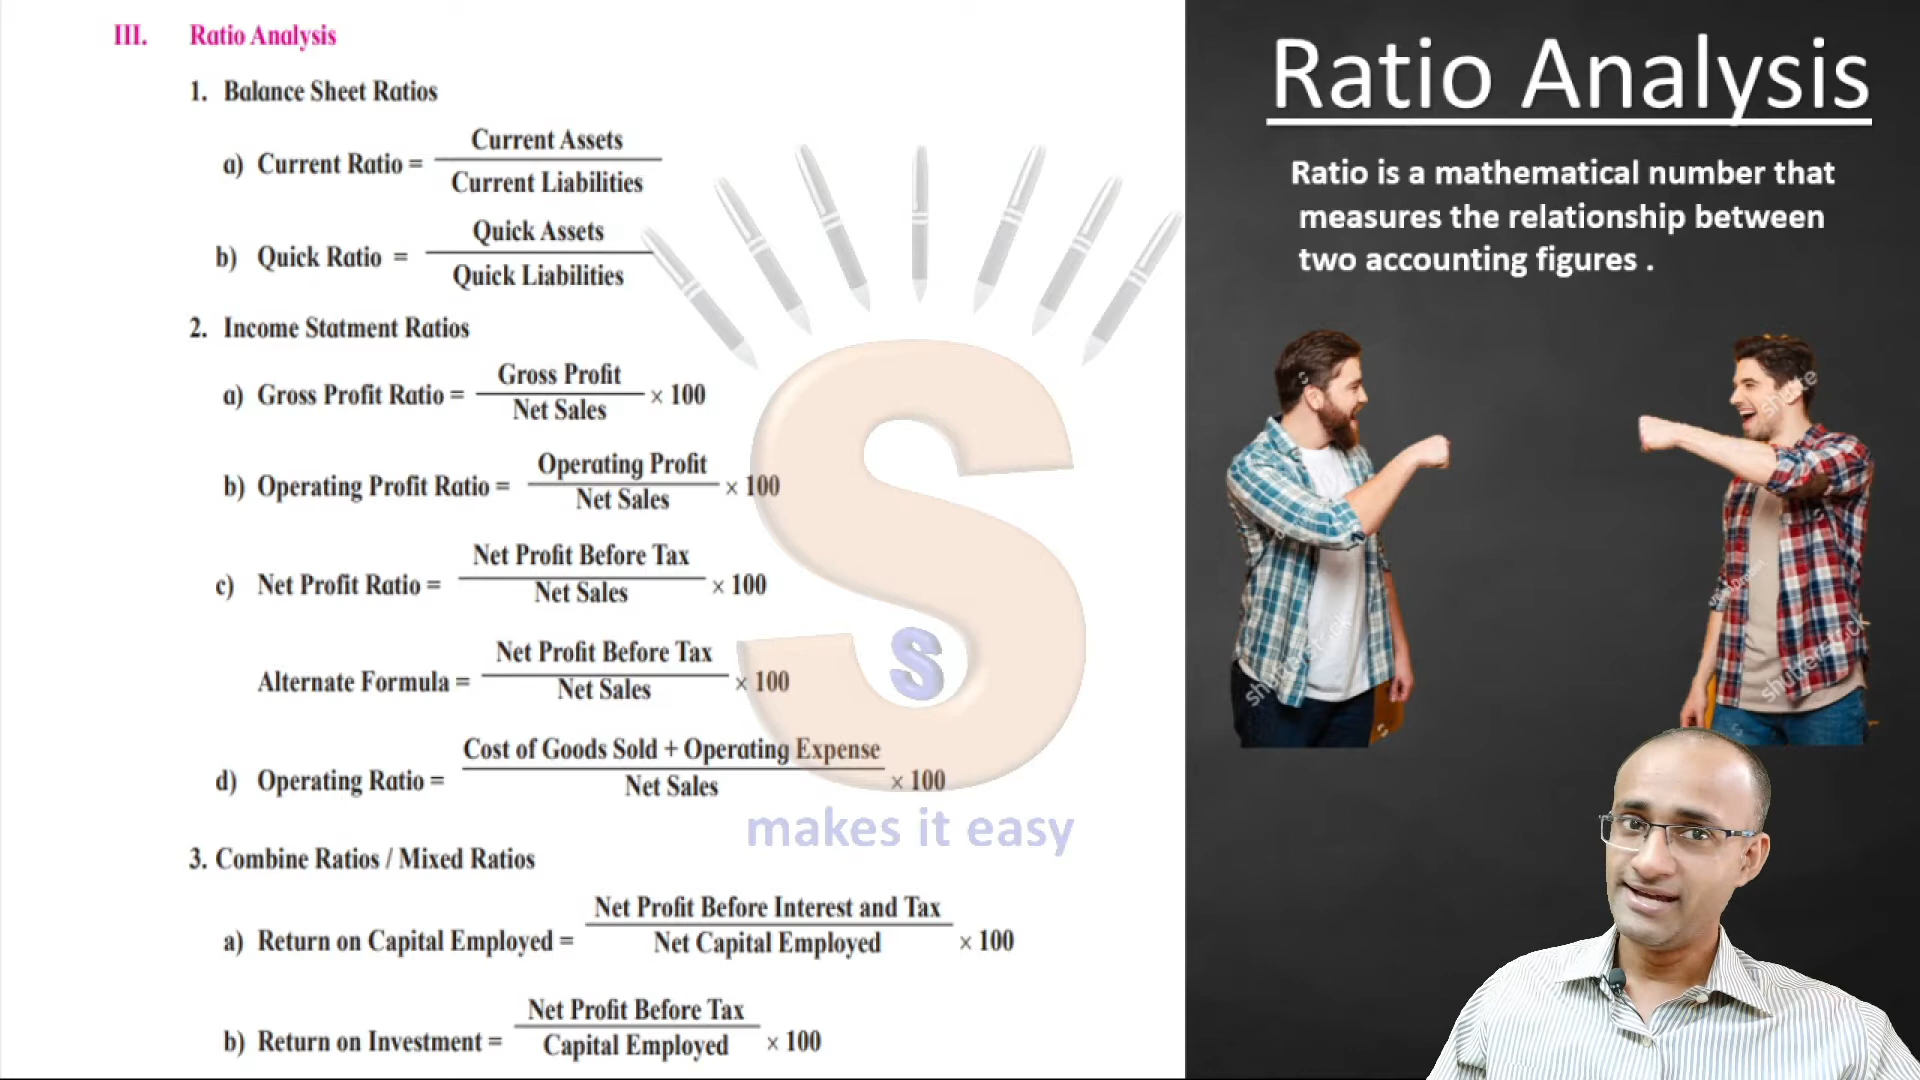 III. Ratio Analysis
1. Balance Sheet Ratios
a) Current Ratio = Current Assets
Current Liabilities
b) Quick Ratio = Quick Assets
Quick Liabilities
2. Income Statment Ratios
a) Gross Profit Ratio = Gross Profit
Net Sales × 100
b) Operating Profit Ratio = Operating Profit
Net Sales × 100
c) Net Profit Ratio = Net Profit Before Tax
Net Sales × 100
Alternate Formula = Net Profit Before Tax
Net Sales × 100
d) Operating Ratio = Cost of Goods Sold + Operating Expense
Net Sales × 100
3. Combine Ratios / Mixed Ratios
a) Return on Capital Employed = Net Profit Before Interest and Tax
Net Capital Employed × 100
b) Return on Investment = Net Profit Before Tax
Capital Employed × 100
S
S
makes it easy
Ratio Analysis
Ratio is a mathematical number that
measures the relationship between
two accounting figures .
shutterstock
shutterstock